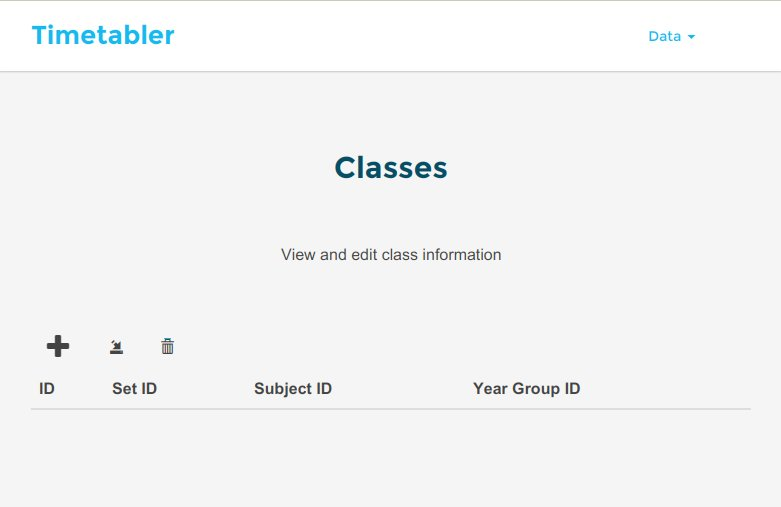 Timetabler
Data
Classes
View and edit class information
ID Set ID Subject ID Year Group ID